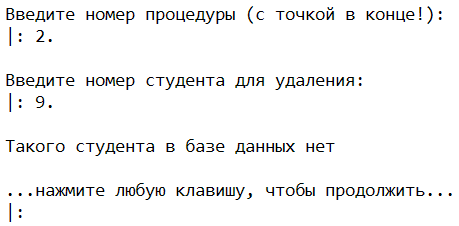 Введите номер процедуры (с точкой в конце!):
|: 2.
Введите номер студента для удаления:
|: 9.
Такого студента в базе данных нет
...нажмите любую клавишу, чтобы продолжить...
|: